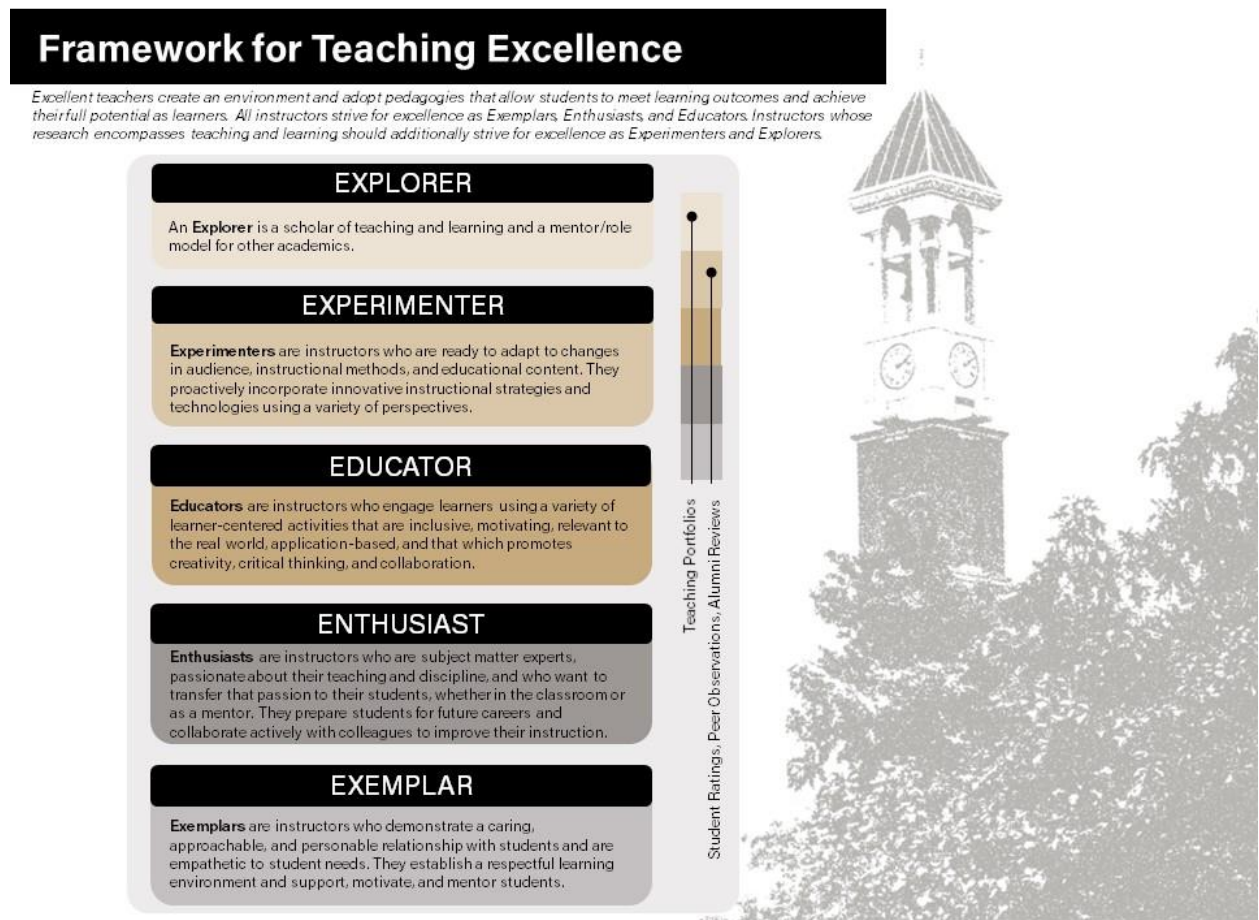 Framework for Teaching Excellence
Excellent teachers create an environment and adopt pedagogies that allow students to meet learning outcomes and achieve
their full potential as learners. All instructors strive for excellence as Exemplars, Enthusiasts, and Educators. Instructors whose
research encompasses teaching and learning should additionally strive for excellence as Experimenters and Explorers.
EXPLORER
An Explorer is a scholar of teaching and learning and a mentor/role
model for other academics.
EXPERIMENTER
Experimenters are instructors who are ready to adapt to changes
in audience, instructional methods, and educational content. They
proactively incorporate innovative instructional strategies and
technologies using a variety of perspectives.
EDUCATOR
Educators are instructors who engage learners using a variety of
learner-centered activities that are inclusive, motivating, relevant to
the real world, application-based, and that which promotes
creativity, critical thinking, and collaboration.
ENTHUSIAST
Enthusiasts are instructors who are subject matter experts,
passionate about their teaching and discipline, and who want to
transfer that passion to their students, whether in the classroom or
as a mentor. They prepare students for future careers and
collaborate actively with colleagues to improve their instruction.
EXEMPLAR
Exemplars are instructors who demonstrate a caring,
approachable, and personable relationship with students and are
empathetic to student needs. They establish a respectful learning
environment and support, motivate, and mentor students.
Teaching Portfolios
Student Ratings, Peer Observations, Alumni Reviews